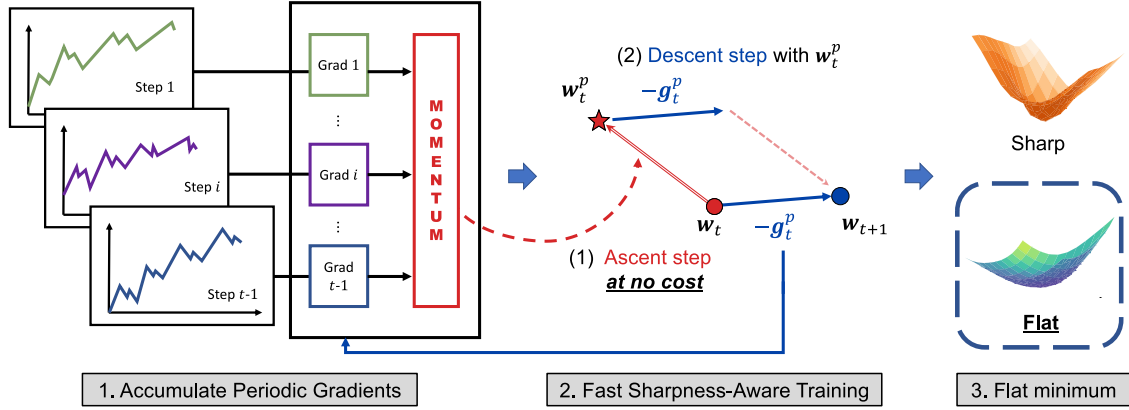 Step 1
Step i
Step t-1
Grad 1
⋮
Grad i
⋮
Grad
t-1
MOMENTUM
(2) Descent step with w_t^p
w_t^p
-g_t^p
w_t
-g_t^p
w_{t+1}
(1) Ascent step
at no cost
Sharp
Flat
1. Accumulate Periodic Gradients
2. Fast Sharpness-Aware Training
3. Flat minimum